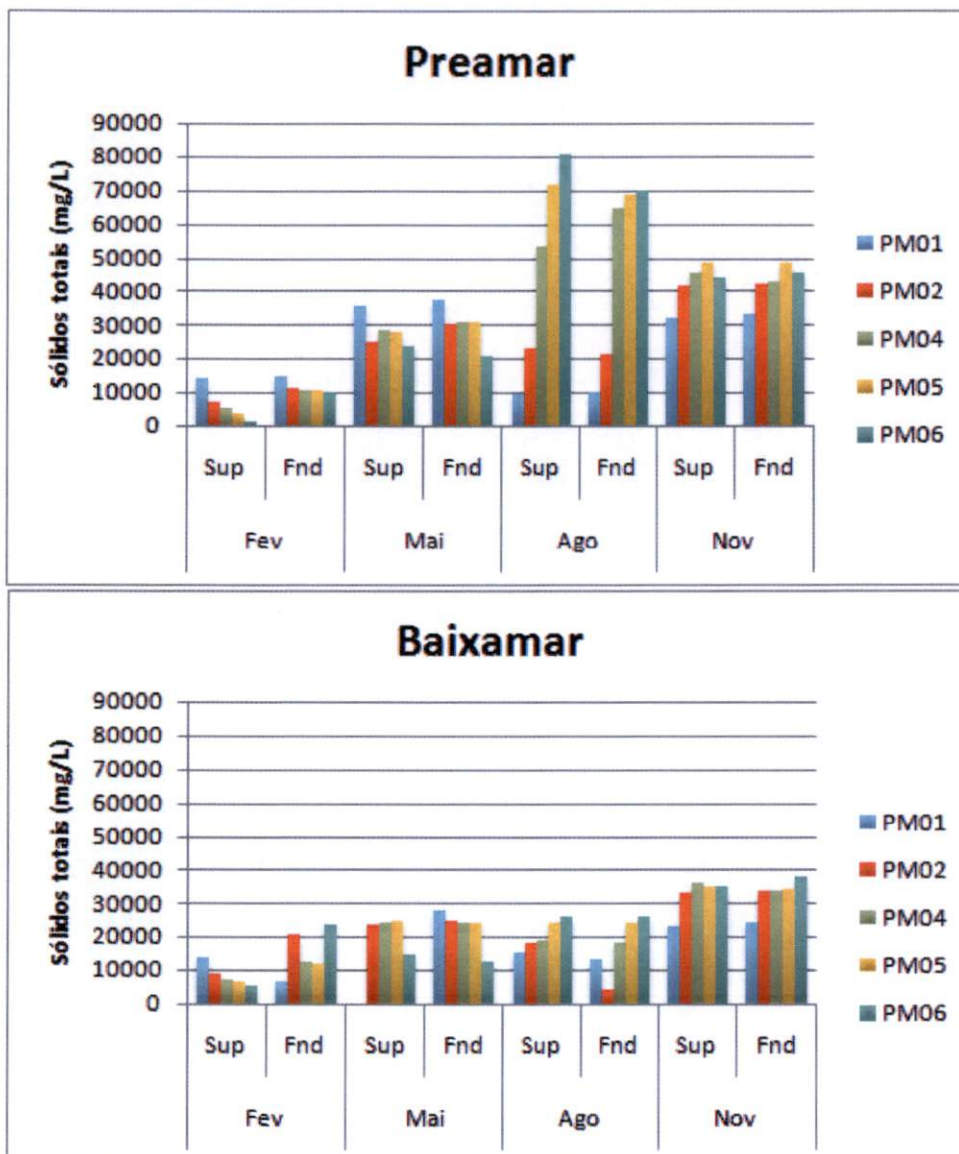 Preamar
Sólidos totais (mg/L)
90000
80000
70000
60000
50000
40000
30000
20000
10000
0
Sup Fnd Sup Fnd Sup Fnd Sup Fnd
Fev Mai Ago Nov
PM01
PM02
PM04
PM05
PM06
Baixamar
Sólidos totais (mg/L)
90000
80000
70000
60000
50000
40000
30000
20000
10000
0
Sup Fnd Sup Fnd Sup Fnd Sup Fnd
Fev Mai Ago Nov
PM01
PM02
PM04
PM05
PM06